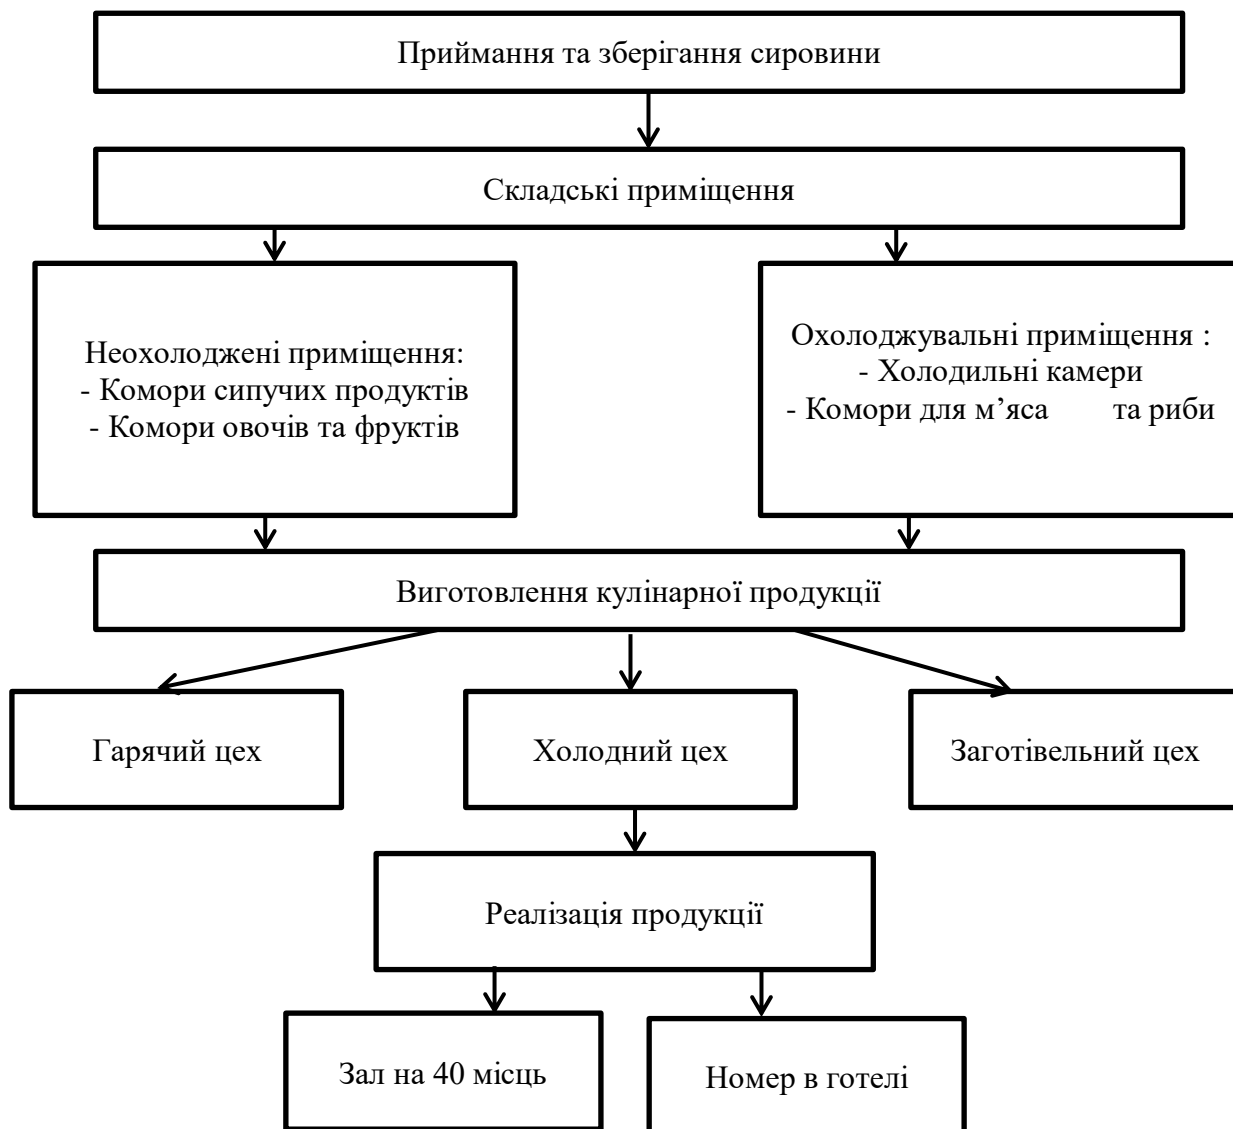 Приймання та зберігання сировини
Складські приміщення
Неохолоджені приміщення:
- Комори сипучих продуктів
- Комори овочів та фруктів
Охолоджувальні приміщення :
- Холодильні камери
- Комори для м’яса та риби
Виготовлення кулінарної продукції
Гарячий цех
Холодний цех
Заготівельний цех
Реалізація продукції
Зал на 40 місць
Номер в готелі